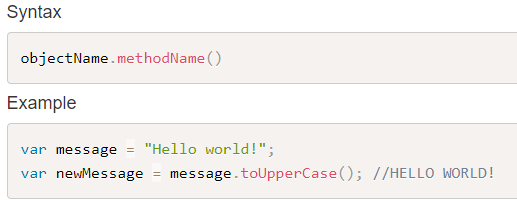 Syntax
objectName.methodName()
Example
var message = "Hello world!";
var newMessage = message.toUpperCase(); //HELLO WORLD!